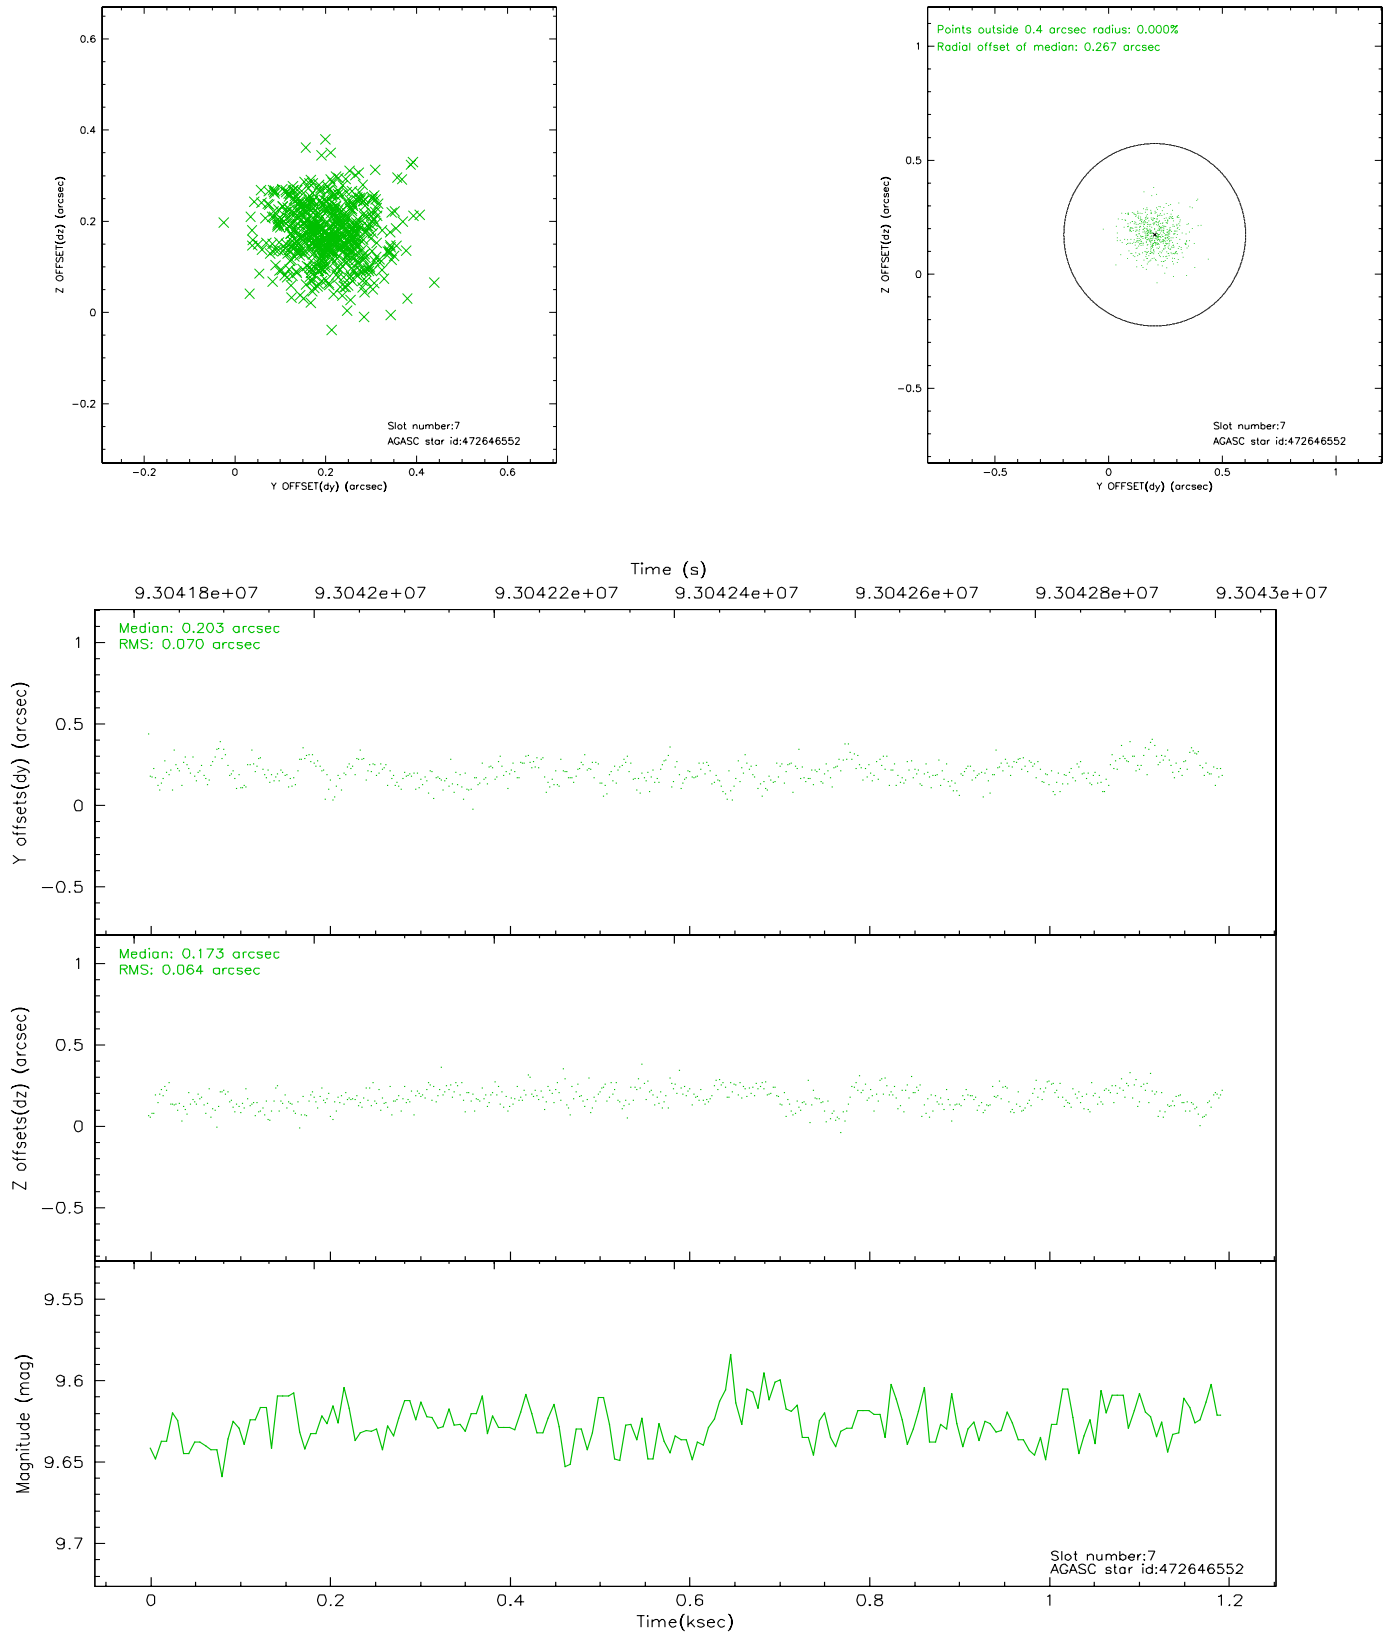 0.6
0.4
0.2
0
−0.2
Z OFFSET(dz) (arcsec)
−0.2 0 0.2 0.4 0.6
Y OFFSET(dy) (arcsec)
Slot number:7
AGASC star id:472646552
Points outside 0.4 arcsec radius: 0.000%
Radial offset of median: 0.267 arcsec
1
0.5
0
−0.5
Z OFFSET(dz) (arcsec)
−0.5 0 0.5 1
Y OFFSET(dy) (arcsec)
Slot number:7
AGASC star id:472646552
Time (s)
9.30418e+07 9.3042e+07 9.30422e+07 9.30424e+07 9.30426e+07 9.30428e+07 9.3043e+07
Median: 0.203 arcsec
RMS: 0.070 arcsec
1
0.5
0
−0.5
Y offsets(dy) (arcsec)
Median: 0.173 arcsec
RMS: 0.064 arcsec
1
0.5
0
−0.5
Z offsets(dz) (arcsec)
9.55
9.6
9.65
9.7
Magnitude (mag)
Slot number:7
AGASC star id:472646552
0 0.2 0.4 0.6 0.8 1 1.2
Time(ksec)